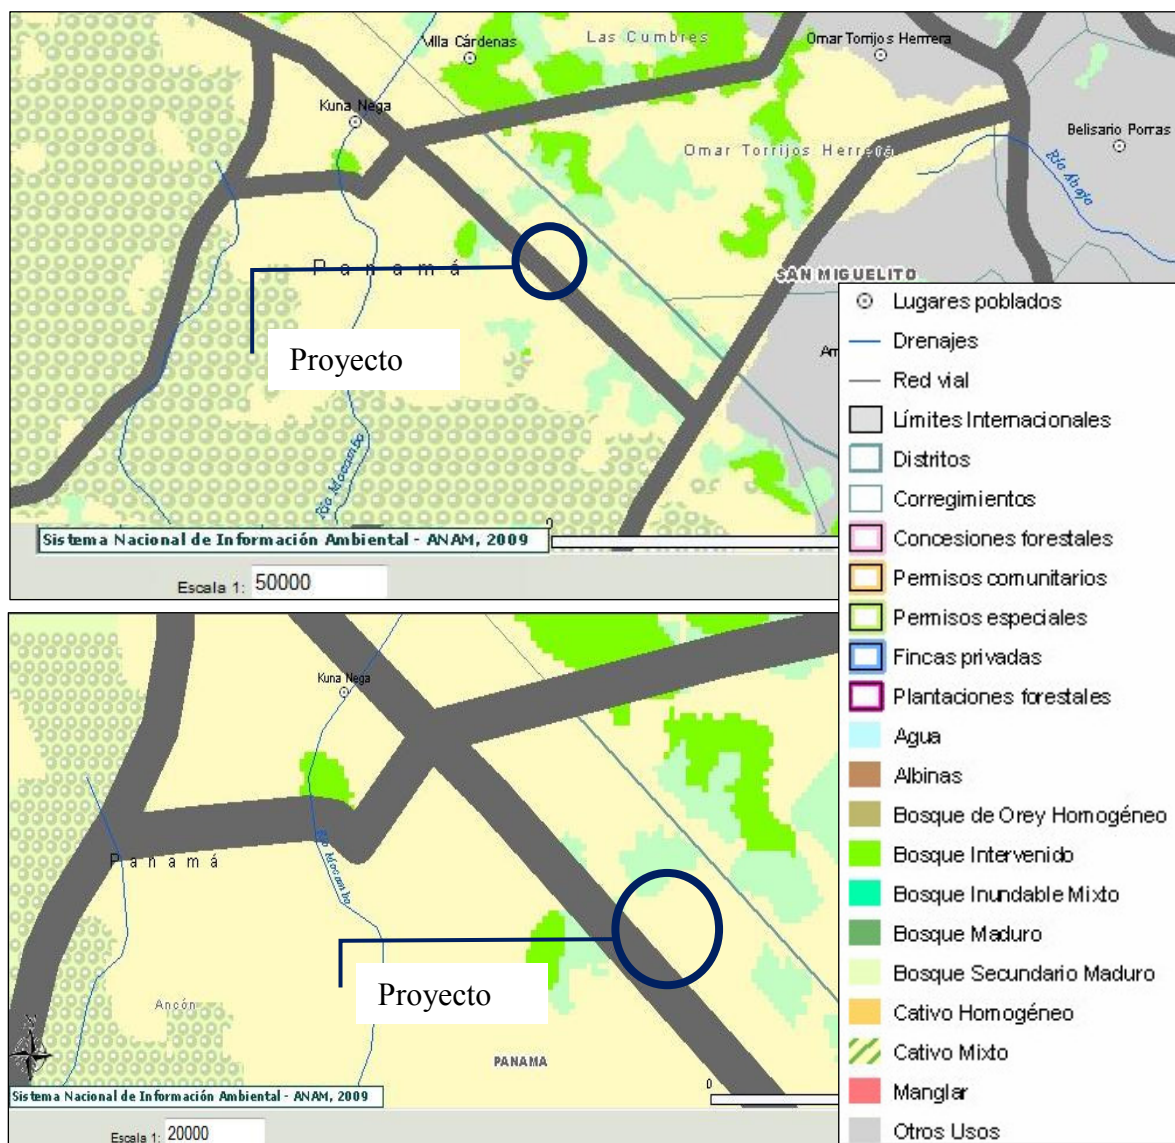 Villa Cárdenas
Las Cumbres
Omar Torrijos Herrera
Kuna Nega
Belisario Porras
Omar Torrijos Herrera
Río Abajo
Panamá
SAN MIGUELITO
Proyecto
Am
Río Mocambo
0
Sistema Nacional de Información Ambiental - ANAM, 2009
Escala 1: 50000
Kuna Nega
Río Mocambo
Panamá
Proyecto
Ancón
PANAMA
0
Sistema Nacional de Información Ambiental - ANAM, 2009
Escala 1: 20000
Lugares poblados
Drenajes
Red vial
Límites Internacionales
Distritos
Corregimientos
Concesiones forestales
Permisos comunitarios
Permisos especiales
Fincas privadas
Plantaciones forestales
Agua
Albinas
Bosque de Orey Homogéneo
Bosque Intervenido
Bosque Inundable Mixto
Bosque Maduro
Bosque Secundario Maduro
Cativo Homogéneo
Cativo Mixto
Manglar
Otros Usos